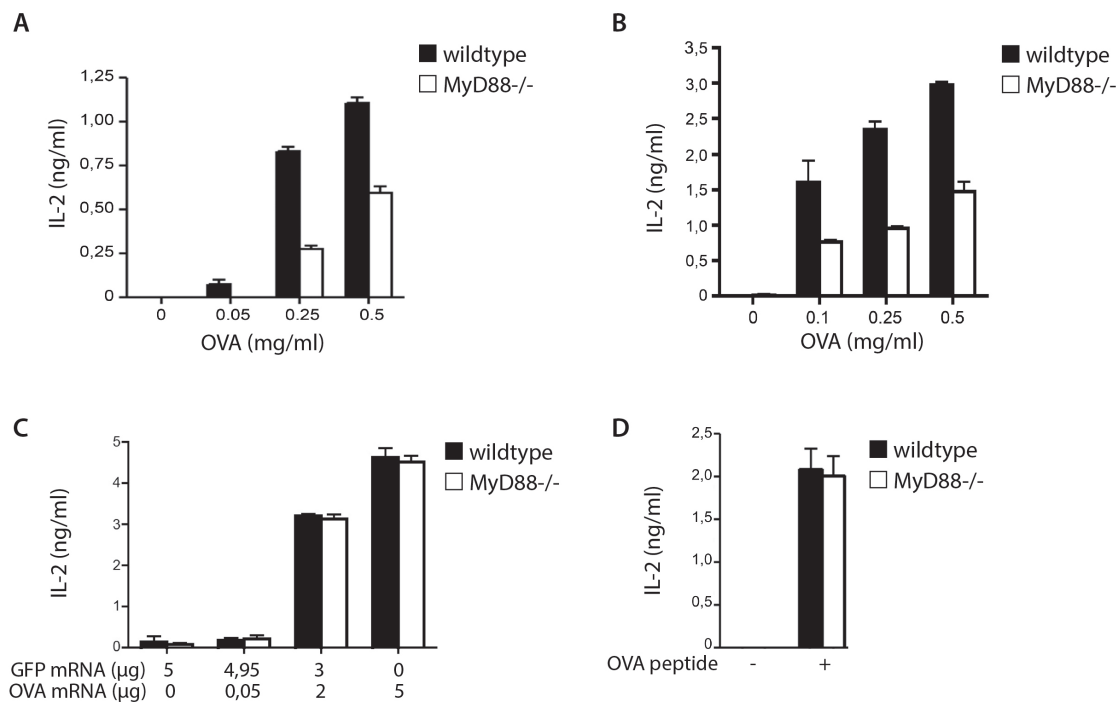 A
wildtype
MyD88-/-
1,25
1,00
0,75
0,50
0,25
0
IL-2 (ng/ml)
0 0.05 0.25 0.5
OVA (mg/ml)
B
wildtype
MyD88-/-
3,5
3,0
2,5
2,0
1,5
1,0
0,5
0
IL-2 (ng/ml)
0 0.1 0.25 0.5
OVA (mg/ml)
C
wildtype
MyD88-/-
5
4
3
2
1
0
IL-2 (ng/ml)
GFP mRNA (µg) 5 4,95 3 0
OVA mRNA (µg) 0 0,05 2 5
D
wildtype
MyD88-/-
2,5
2,0
1,5
1,0
0,5
0
IL-2 (ng/ml)
OVA peptide - +